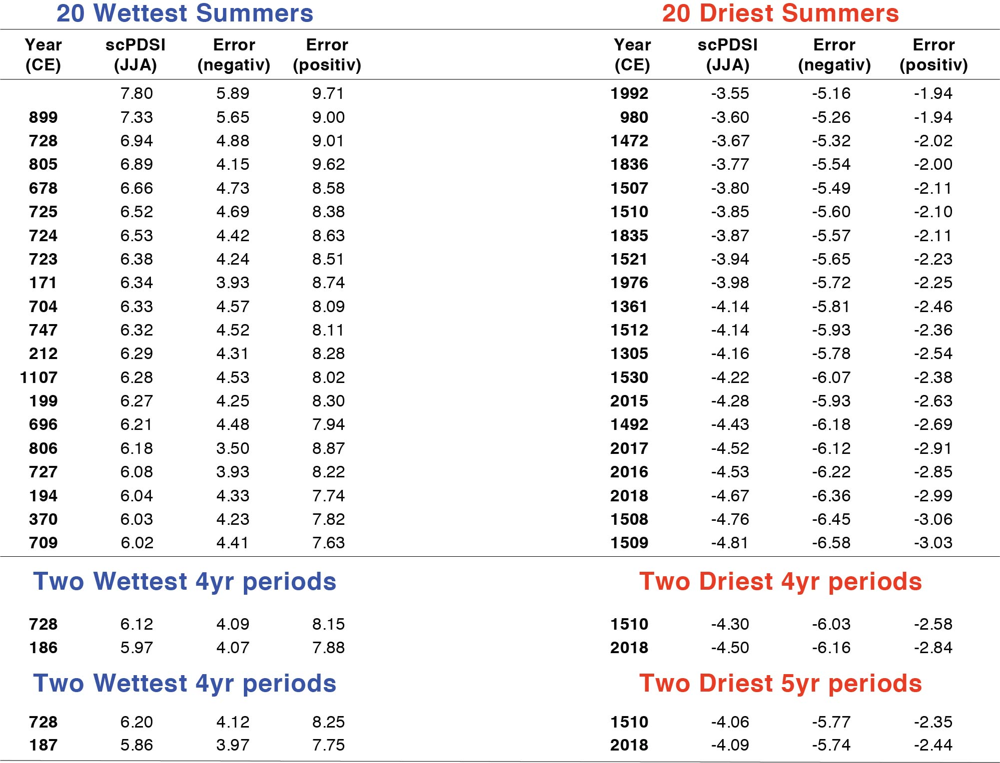 20 Wettest Summers 20 Driest Summers
Year scPDSI Error Error Year scPDSI Error Error
(CE) (JJA) (negativ) (positiv) (CE) (JJA) (negativ) (positiv)
7.80 5.89 9.71 1992 -3.55 -5.16 -1.94
899 7.33 5.65 9.00 980 -3.60 -5.26 -1.94
728 6.94 4.88 9.01 1472 -3.67 -5.32 -2.02
805 6.89 4.15 9.62 1836 -3.77 -5.54 -2.00
678 6.66 4.73 8.58 1507 -3.80 -5.49 -2.11
725 6.52 4.69 8.38 1510 -3.85 -5.60 -2.10
724 6.53 4.42 8.63 1835 -3.87 -5.57 -2.11
723 6.38 4.24 8.51 1521 -3.94 -5.65 -2.23
171 6.34 3.93 8.74 1976 -3.98 -5.72 -2.25
704 6.33 4.57 8.09 1361 -4.14 -5.81 -2.46
747 6.32 4.52 8.11 1512 -4.14 -5.93 -2.36
212 6.29 4.31 8.28 1305 -4.16 -5.78 -2.54
1107 6.28 4.53 8.02 1530 -4.22 -6.07 -2.38
199 6.27 4.25 8.30 2015 -4.28 -5.93 -2.63
696 6.21 4.48 7.94 1492 -4.43 -6.18 -2.69
806 6.18 3.50 8.87 2017 -4.52 -6.12 -2.91
727 6.08 3.93 8.22 2016 -4.53 -6.22 -2.85
194 6.04 4.33 7.74 2018 -4.67 -6.36 -2.99
370 6.03 4.23 7.82 1508 -4.76 -6.45 -3.06
709 6.02 4.41 7.63 1509 -4.81 -6.58 -3.03
Two Wettest 4yr periods Two Driest 4yr periods
728 6.12 4.09 8.15 1510 -4.30 -6.03 -2.58
186 5.97 4.07 7.88 2018 -4.50 -6.16 -2.84
Two Wettest 4yr periods Two Driest 5yr periods
728 6.20 4.12 8.25 1510 -4.06 -5.77 -2.35
187 5.86 3.97 7.75 2018 -4.09 -5.74 -2.44